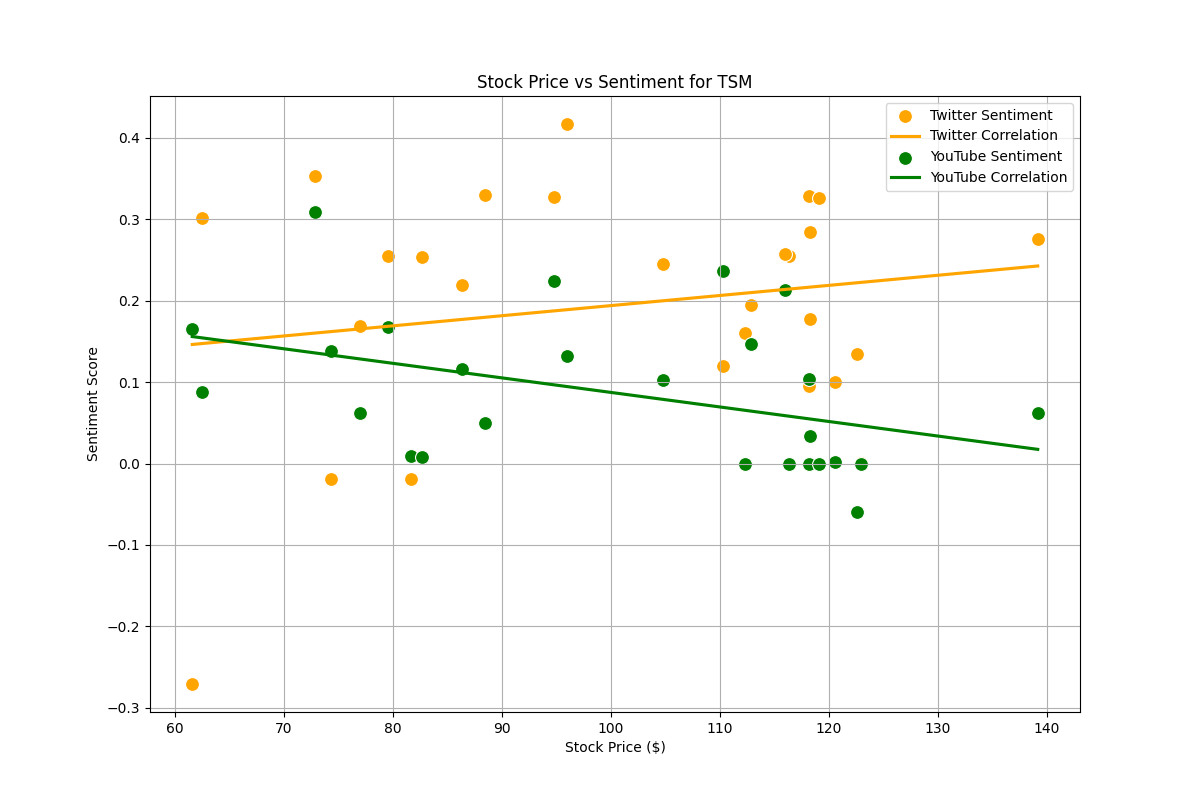 Stock Price vs Sentiment for TSM
Twitter Sentiment
Twitter Correlation
YouTube Sentiment
YouTube Correlation
Sentiment Score
0.4
0.3
0.2
0.1
0.0
−0.1
−0.2
−0.3
60 70 80 90 100 110 120 130 140
Stock Price ($)